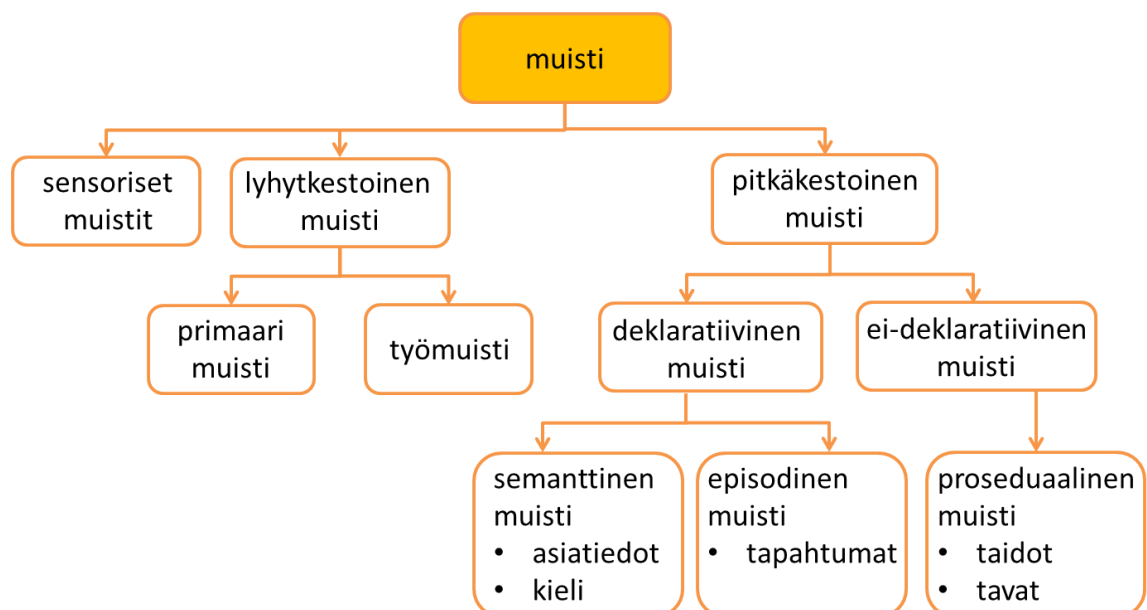 muisti
sensoriset
muistit
lyhytkestoinen
muisti
pitkäkestoinen
muisti
primaari
muisti
työmuisti
deklaratiivinen
muisti
ei-deklaratiivinen
muisti
semanttinen
muisti
• asiatiedot
• kieli
episodinen
muisti
• tapahtumat
proseduaalinen
muisti
• taidot
• tavat